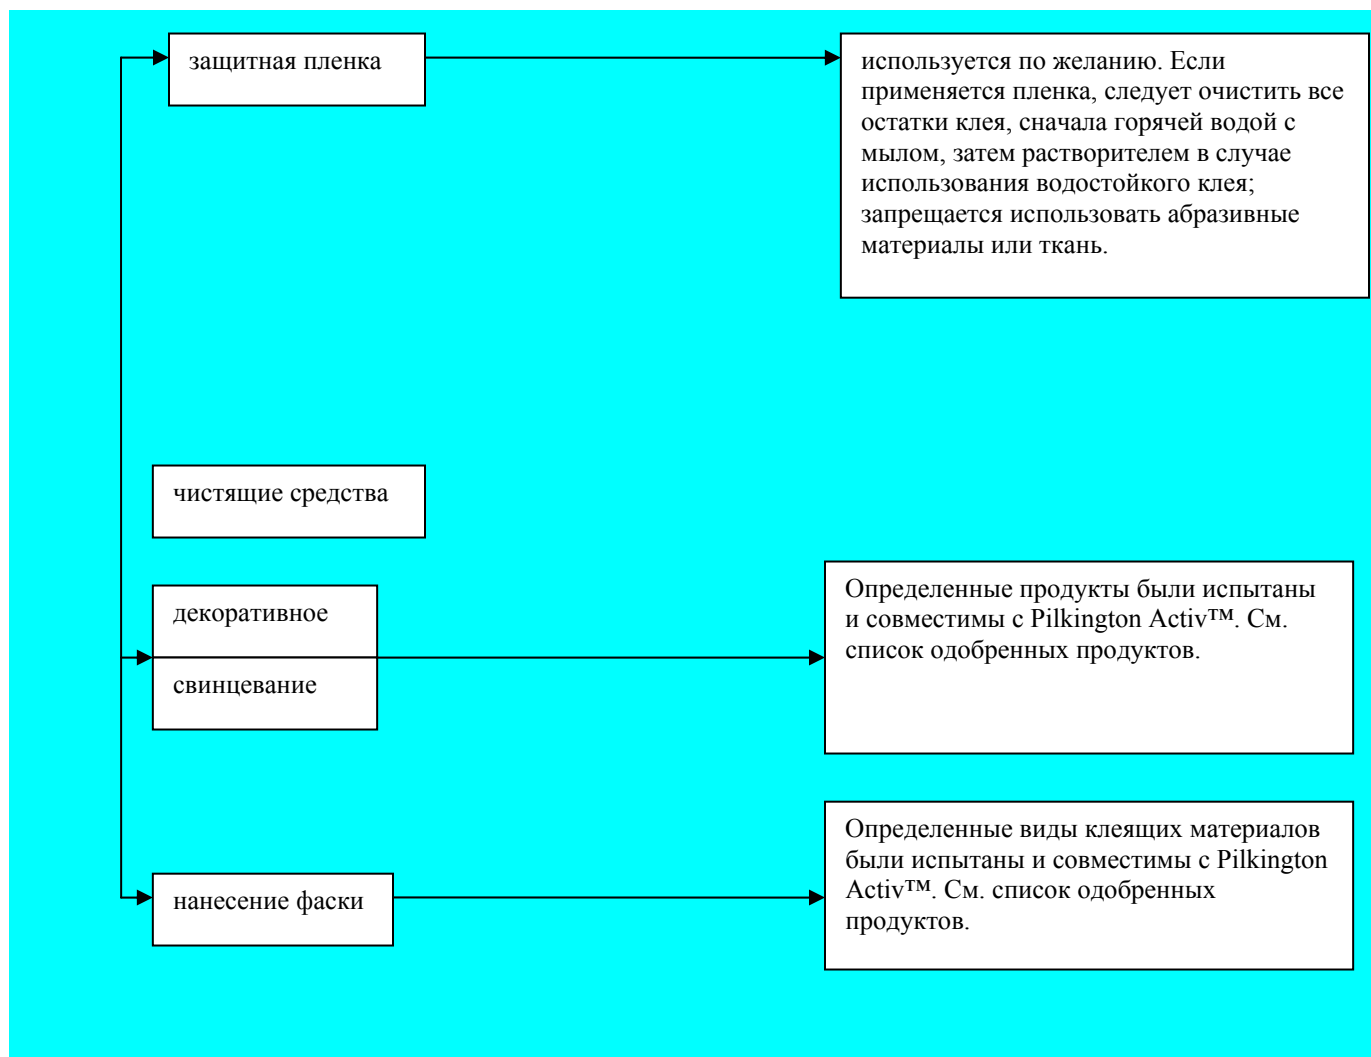 защитная пленка
используется по желанию. Если
применяется пленка, следует очистить все
остатки клея, сначала горячей водой с
мылом, затем растворителем в случае
использования водостойкого клея;
запрещается использовать абразивные
материалы или ткань.
чистящие средства
декоративное
свинцевание
Определенные продукты были испытаны
и совместимы с Pilkington Activ™. См.
список одобренных продуктов.
нанесение фаски
Определенные виды клеящих материалов
были испытаны и совместимы с Pilkington
Activ™. См. список одобренных
продуктов.